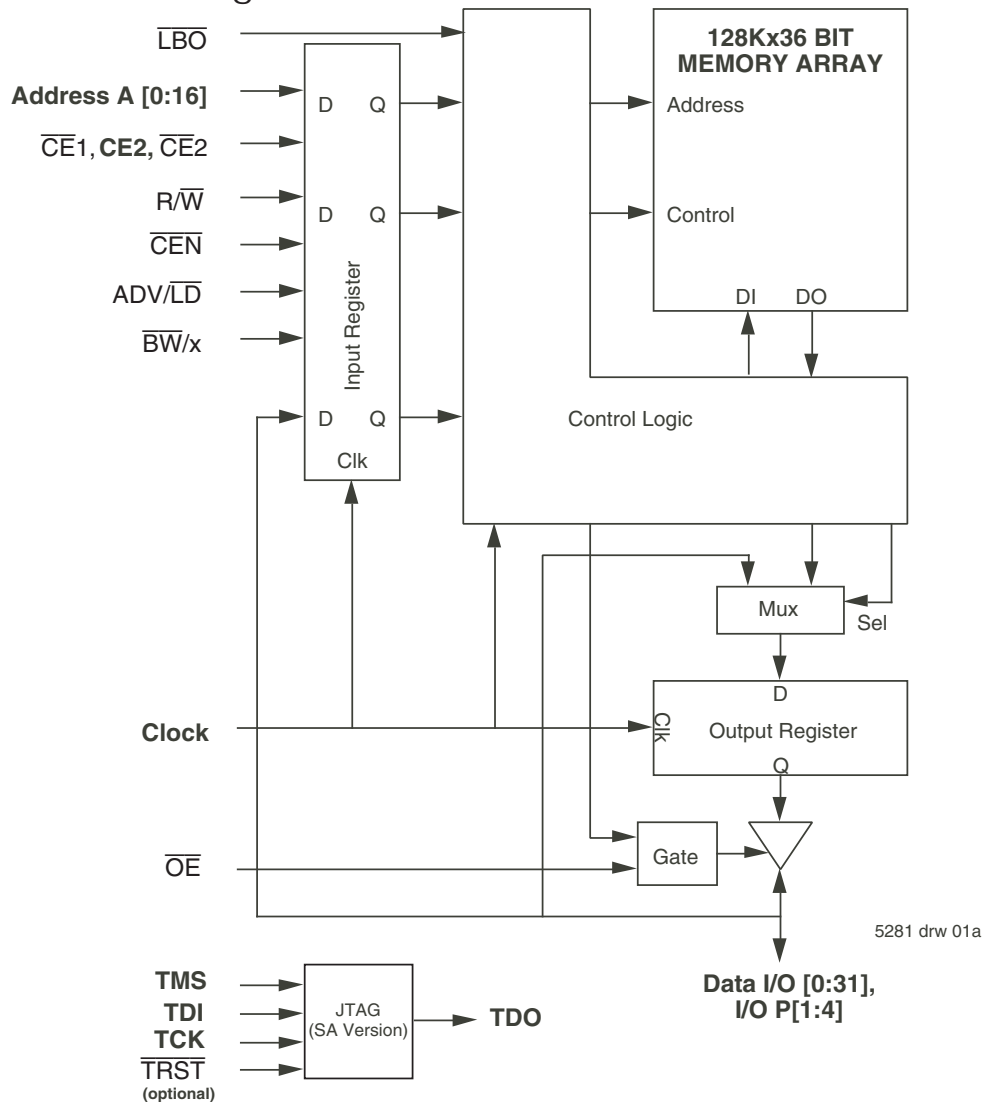 LBO
128Kx36 BIT
MEMORY ARRAY
Address A [0:16]
D Q
Address
CE1, CE2, CE2
R/W
D Q
Control
CEN
Input Register
ADV/LD
DI DO
BW/x
D Q
Control Logic
Clk
Mux
Sel
D
Clock
Clk
Output Register
Q
OE
Gate
5281 drw 01a
Data I/O [0:31],
I/O P[1:4]
TMS
TDI
TCK
TRST
(optional)
JTAG
(SA Version)
TDO